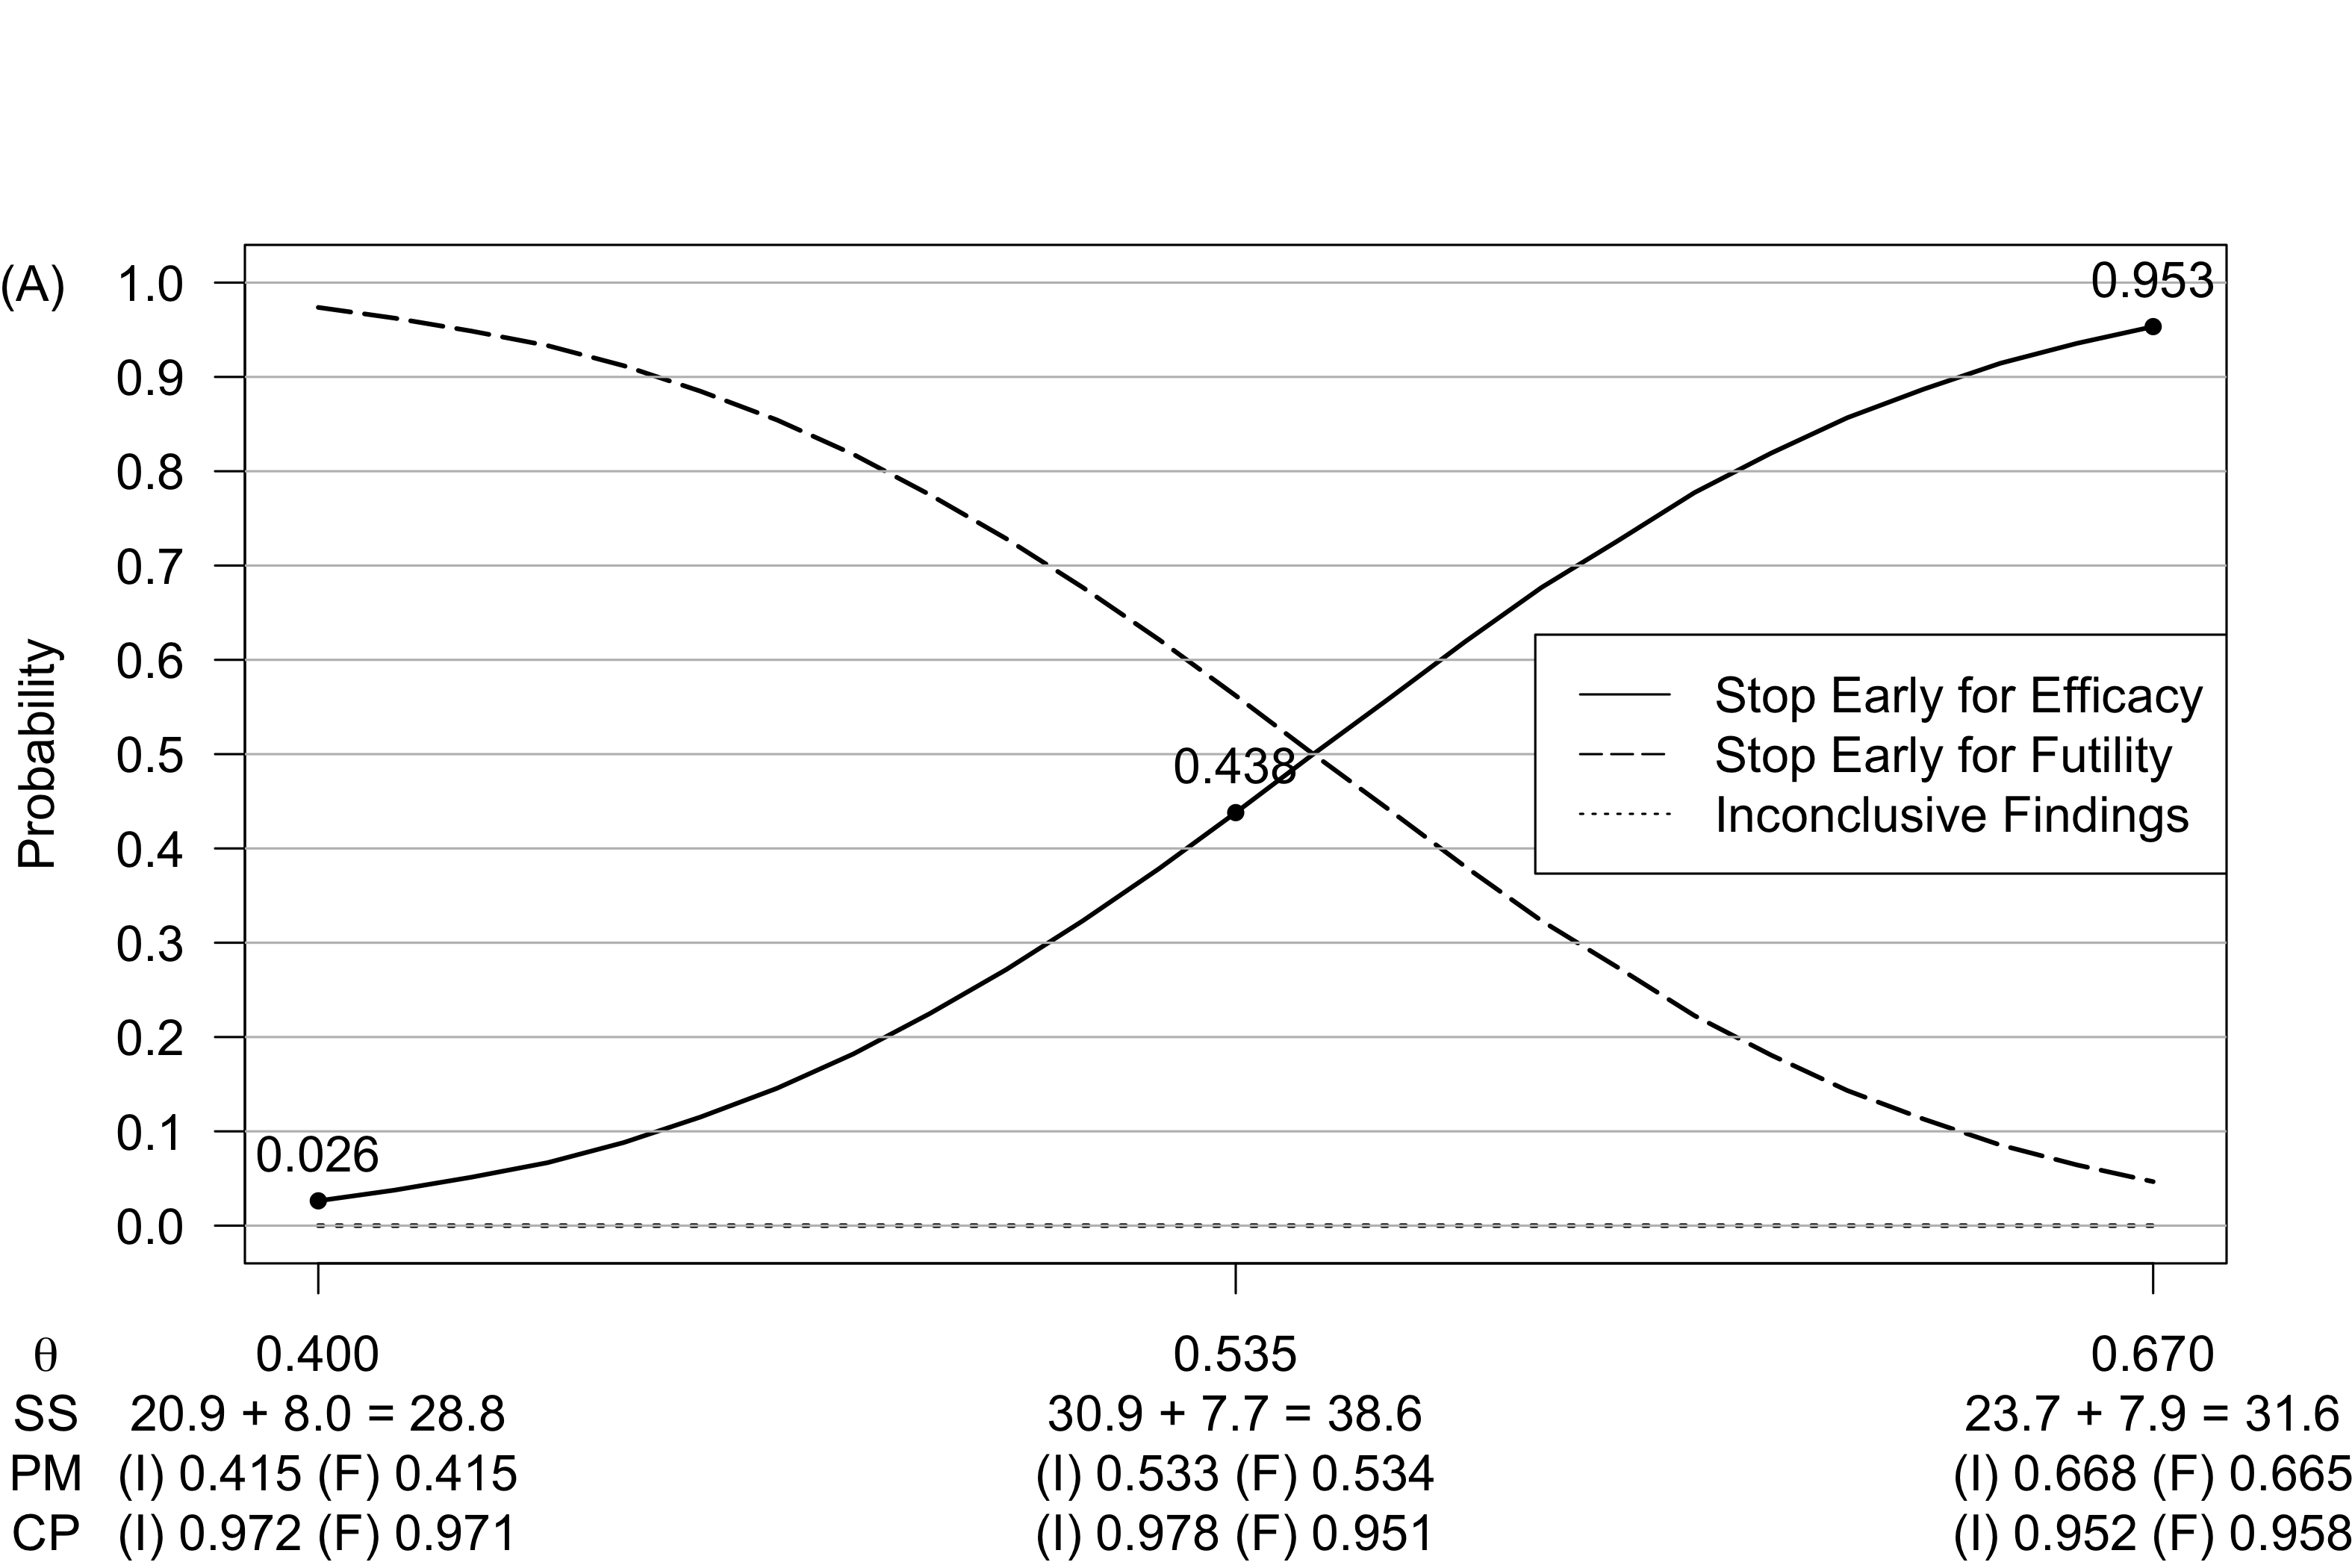 (A)
1.0
0.9
0.8
0.7
0.6
0.5
0.4
0.3
0.2
0.1
0.0
Probability
0.953
0.438
0.026
Stop Early for Efficacy
Stop Early for Futility
Inconclusive Findings
θ 0.400 0.535 0.670
SS 20.9 + 8.0 = 28.8 30.9 + 7.7 = 38.6 23.7 + 7.9 = 31.6
PM (I) 0.415 (F) 0.415 (I) 0.533 (F) 0.534 (I) 0.668 (F) 0.665
CP (I) 0.972 (F) 0.971 (I) 0.978 (F) 0.951 (I) 0.952 (F) 0.958